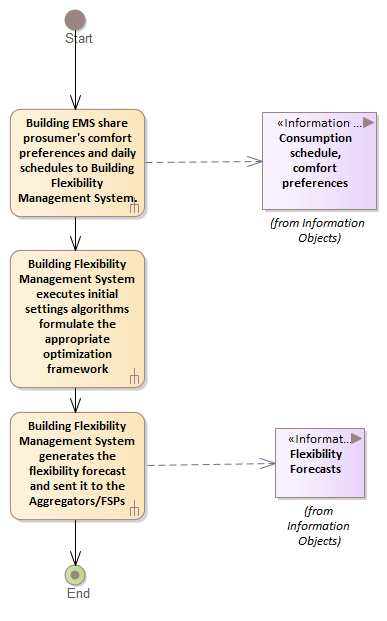 Start
Building EMS share
prosumer's comfort
preferences and daily
schedules to Building
Flexibility
Management System.
«Information ...
Consumption
schedule,
comfort
preferences
(from Information
Objects)
Building Flexibility
Management System
executes initial
settings algorithms
formulate the
appropriate
optimization
framework
Building Flexibility
Management System
generates the
flexibility forecast
and sent it to the
Aggregators/FSPs
«Informat...
Flexibility
Forecasts
(from
Information
Objects)
End